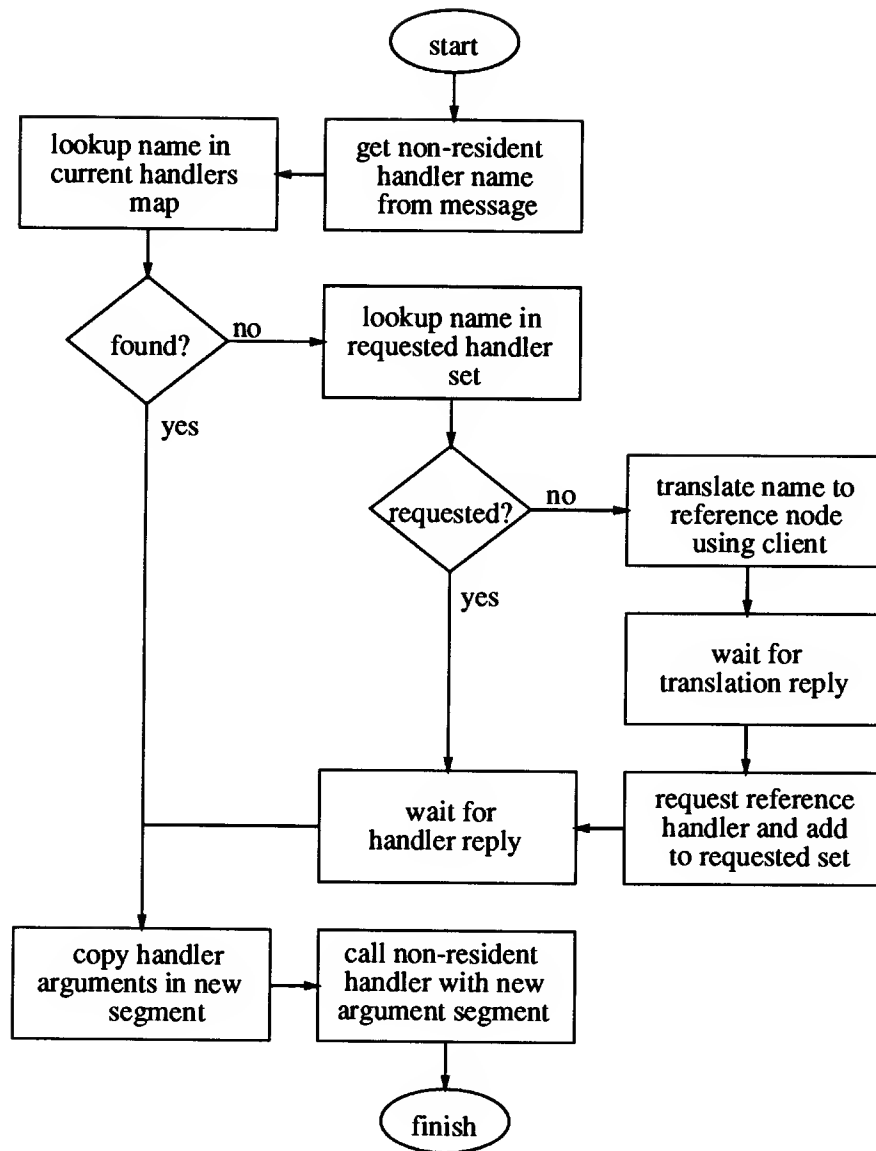 start
get non-resident
handler name
from message
lookup name in
current handlers
map
found?
no
yes
lookup name in
requested handler
set
requested?
no
yes
translate name to
reference node
using client
wait for
translation reply
request reference
handler and add
to requested set
wait for
handler reply
copy handler
arguments in new
segment
call non-resident
handler with new
argument segment
finish